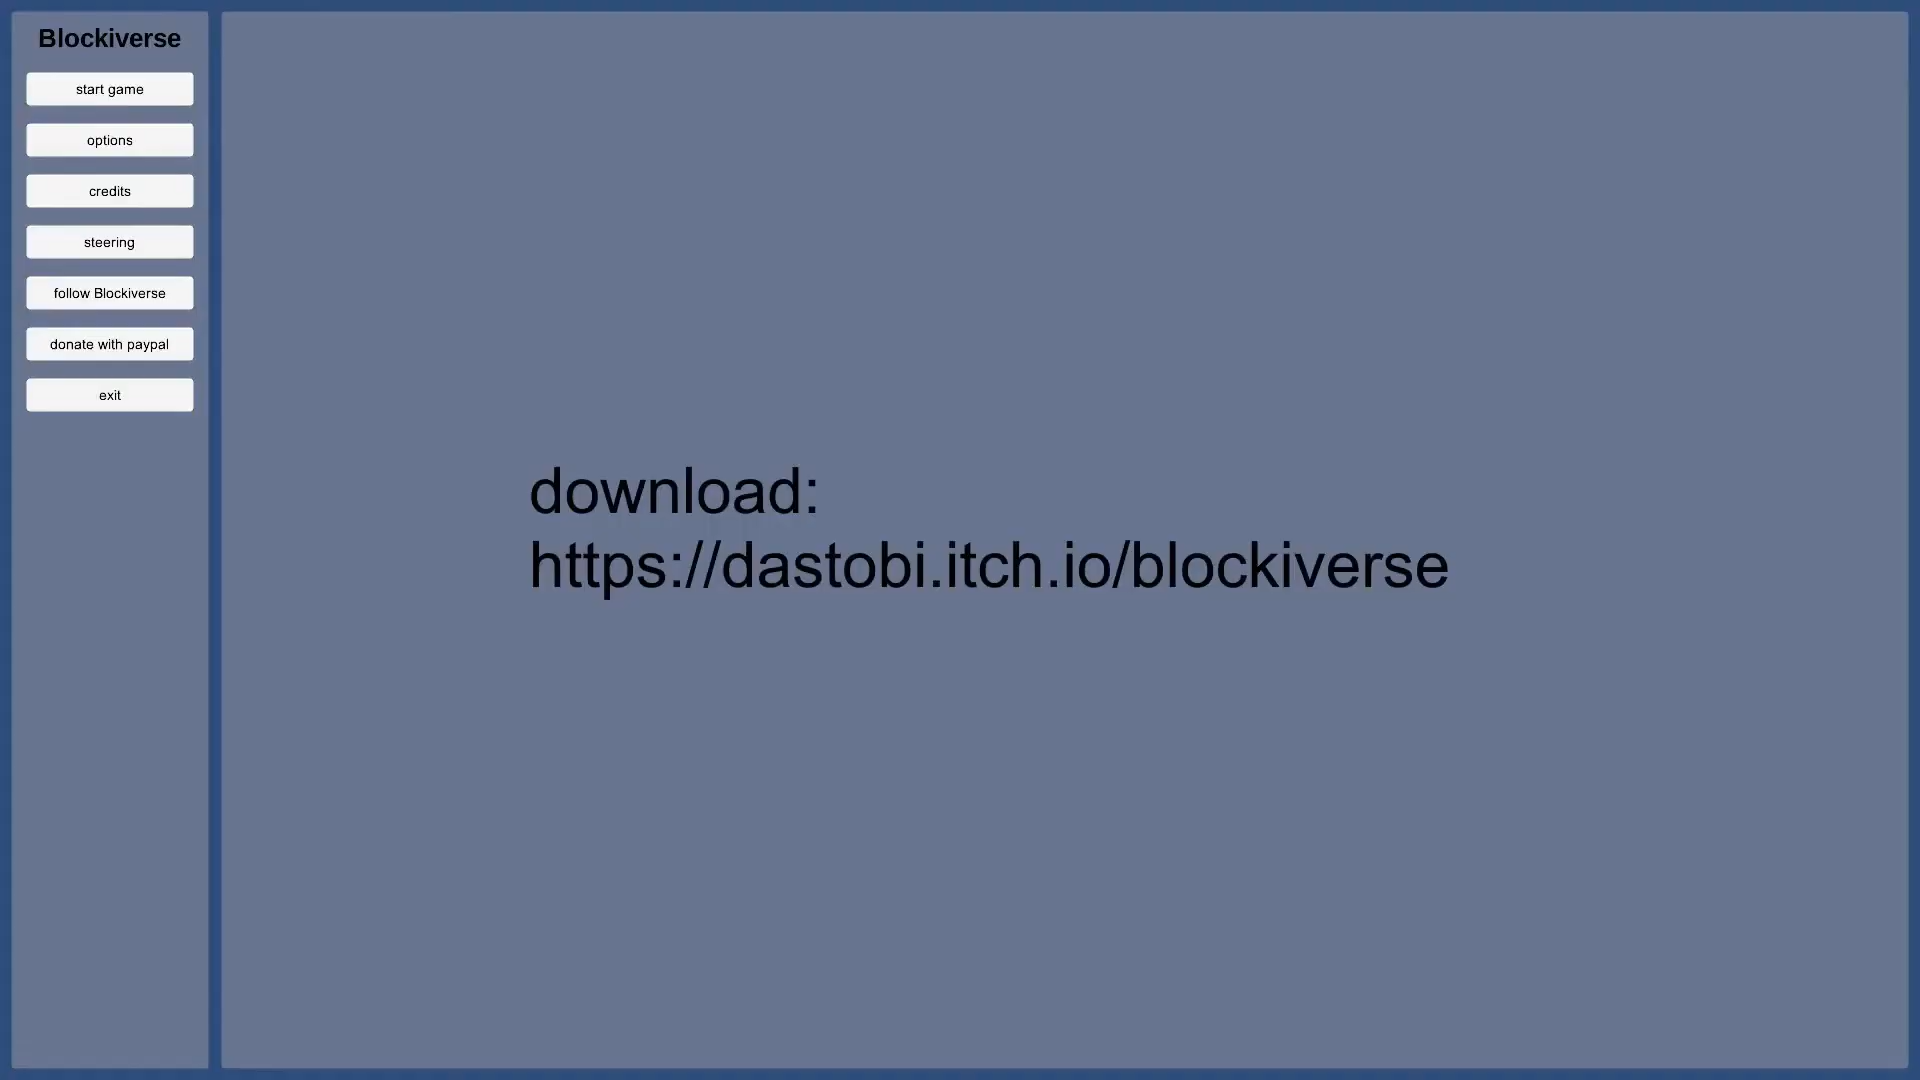 Blockiverse
start game
options
credits
steering
follow Blockiverse
donate with paypal
exit
download:
https://dastobi.itch.io/blockiverse